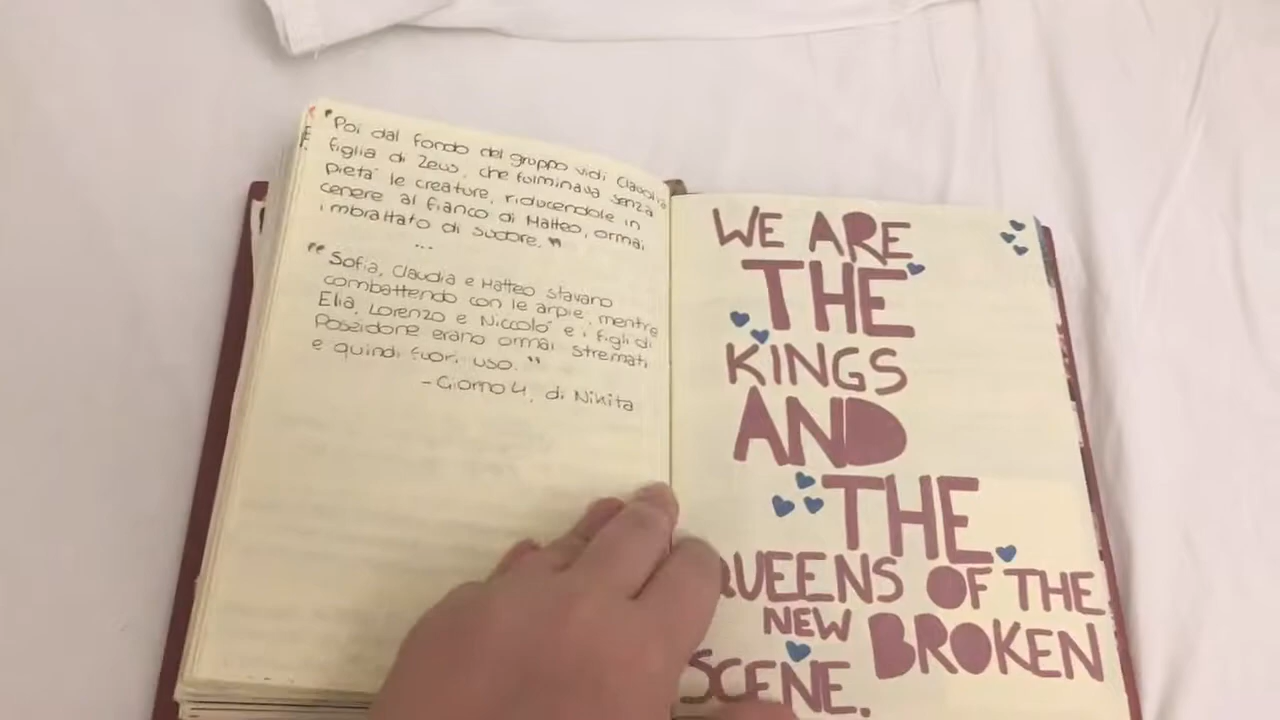 "Poi dal fondo del gruppo vidi Claudia
figlia di Zeus, che fulminava senza
pieta' le creature, riducendole in
cenere al fianco di Matteo, ormai
imbrattato di sudore."
...
"Sofia, Claudia e Matteo stavano
combattendo con le arpie, mentre
Elia, Lorenzo e Niccolo' e i figli di
Poseidone erano ormai stremati
e quindi fuori uso."
-Giorno 4, di Nikita
WE ARE
THE
KINGS
AND
THE
QUEENS OF THE
NEW BROKEN
SCENE.